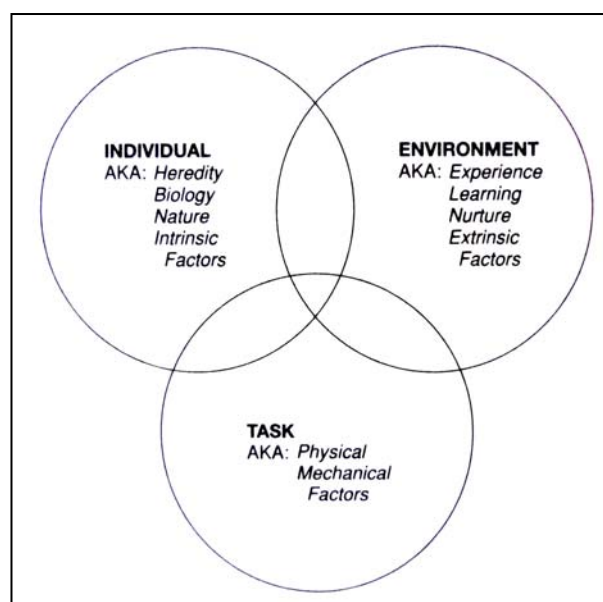 INDIVIDUAL
AKA: Heredity
Biology
Nature
Intrinsic
Factors
ENVIRONMENT
AKA: Experience
Learning
Nurture
Extrinsic
Factors
TASK
AKA: Physical
Mechanical
Factors